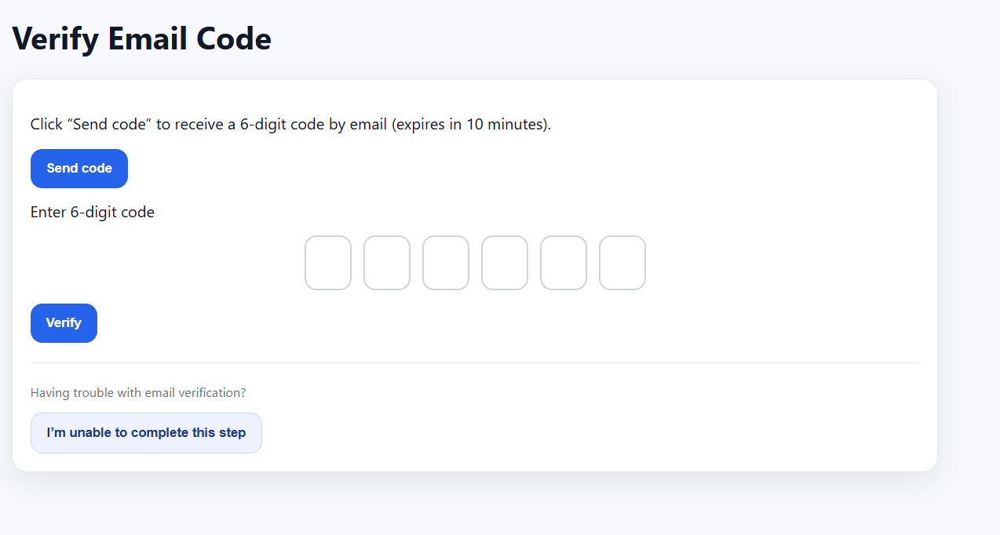 Verify Email Code
Click “Send code” to receive a 6-digit code by email (expires in 10 minutes).
Send code
Enter 6-digit code
Verify
Having trouble with email verification?
I’m unable to complete this step